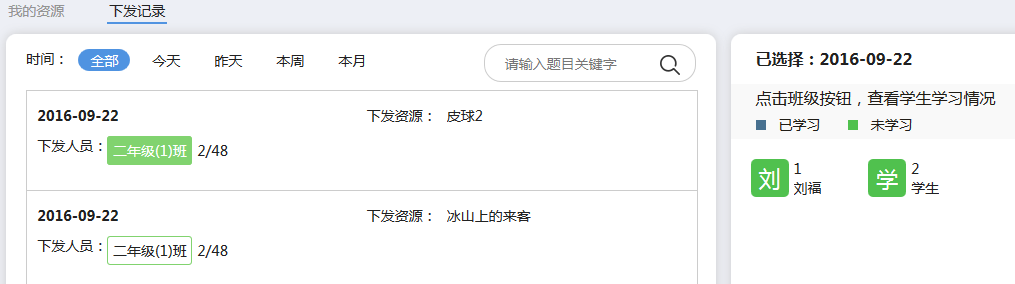 我的资源 下发记录
时间： 全部 今天 昨天 本周 本月 请输入题目关键字
2016-09-22 下发资源： 皮球2
下发人员： 二年级(1)班 2/48
2016-09-22 下发资源： 冰山上的来客
下发人员： 二年级(1)班 2/48
已选择：2016-09-22
点击班级按钮，查看学生学习情况
已学习 未学习
刘 1 学 2
刘福 学生